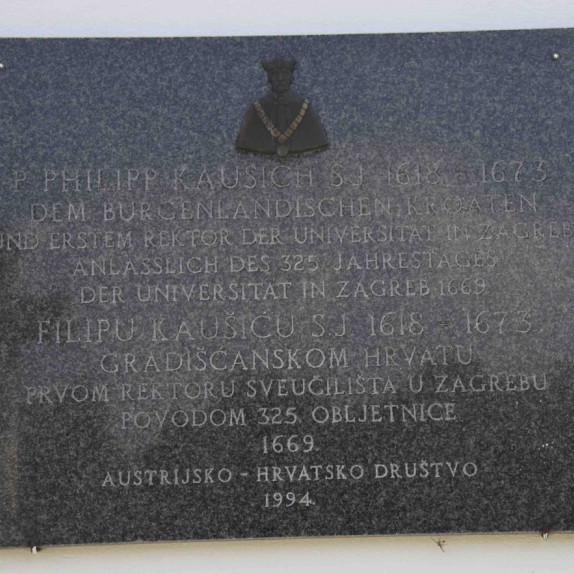 P. PHILIPP KAUSICH S.J. 1618 - 1673
DEM BURGENLÄNDISCHEN KROATEN
UND ERSTEM REKTOR DER UNIVERSITÄT IN ZAGREB
ANLÄSSLICH DES 325. JAHRESTAGES
DER UNIVERSITÄT IN ZAGREB 1669.
FILIPU KAUŠIĆU S.J. 1618 - 1673.
GRADIŠĆANSKOM HRVATU
PRVOM REKTORU SVEUČILIŠTA U ZAGREBU
POVODOM 325. OBLJETNICE
1669.
AUSTRIJSKO - HRVATSKO DRUŠTVO
1994.